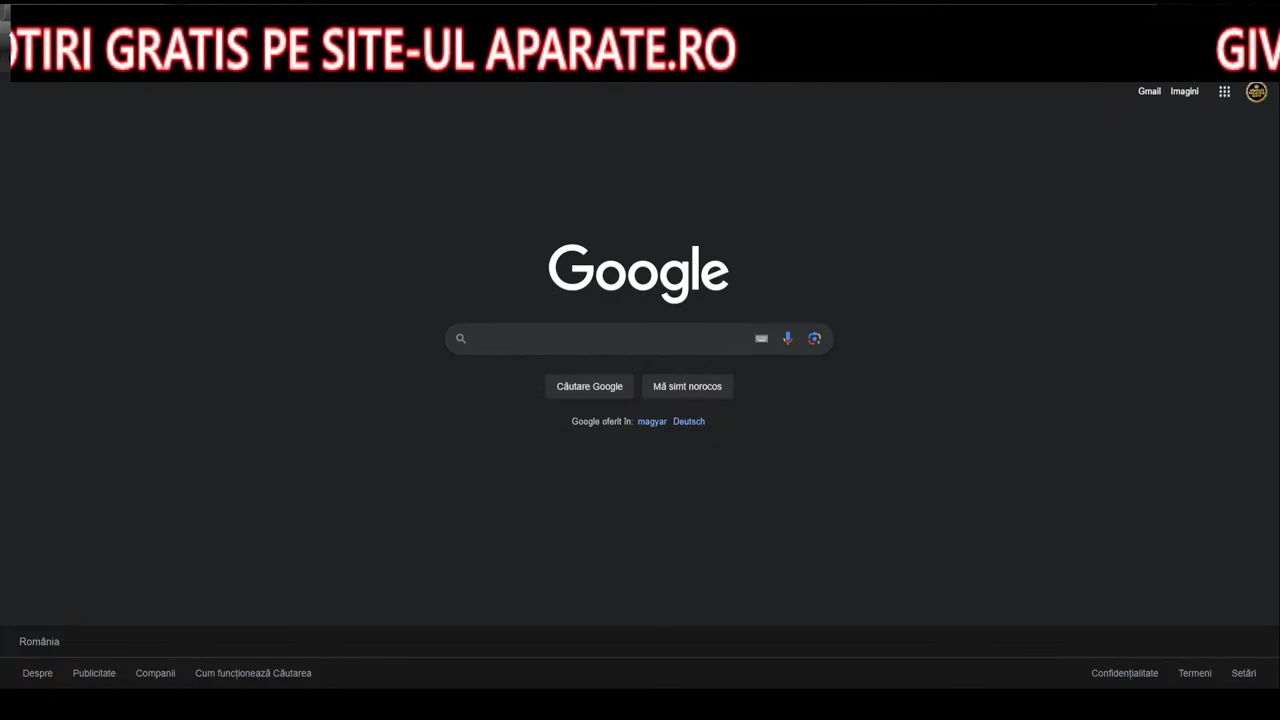 ROTIRI GRATIS PE SITE-UL APARATE.RO GIV
Gmail Imagini
Google
Căutare Google Mă simt norocos
Google oferit în: magyar Deutsch
România
Despre Publicitate Companii Cum funcționează Căutarea Confidențialitate Termeni Setări